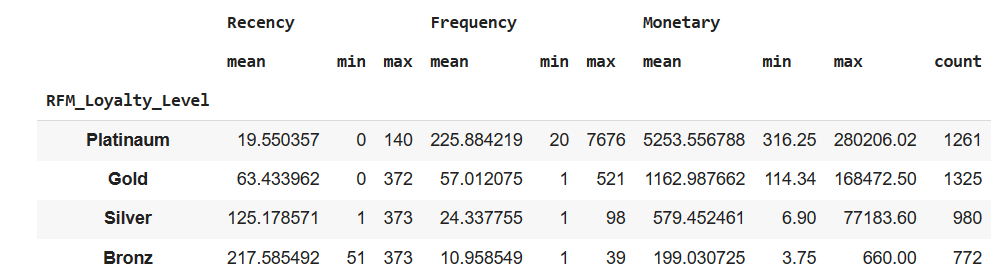 Recency Frequency Monetary
mean min max mean min max mean min max count
RFM_Loyalty_Level
Platinaum 19.550357 0 140 225.884219 20 7676 5253.556788 316.25 280206.02 1261
Gold 63.433962 0 372 57.012075 1 521 1162.987662 114.34 168472.50 1325
Silver 125.178571 1 373 24.337755 1 98 579.452461 6.90 77183.60 980
Bronz 217.585492 51 373 10.958549 1 39 199.030725 3.75 660.00 772